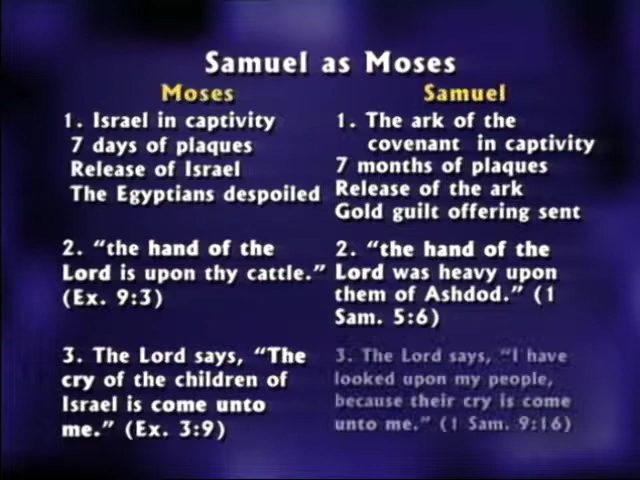 Samuel as Moses
Moses
1. Israel in captivity
7 days of plaques
Release of Israel
The Egyptians despoiled
2. “the hand of the
Lord is upon thy cattle.”
(Ex. 9:3)
3. The Lord says, “The
cry of the children of
Israel is come unto
me.” (Ex. 3:9)
Samuel
1. The ark of the
covenant in captivity
7 months of plaques
Release of the ark
Gold guilt offering sent
2. “the hand of the
Lord was heavy upon
them of Ashdod.” (1
Sam. 5:6)
3. The Lord says, “I have
looked upon my people,
because their cry is come
unto me.” (1 Sam. 9:16)